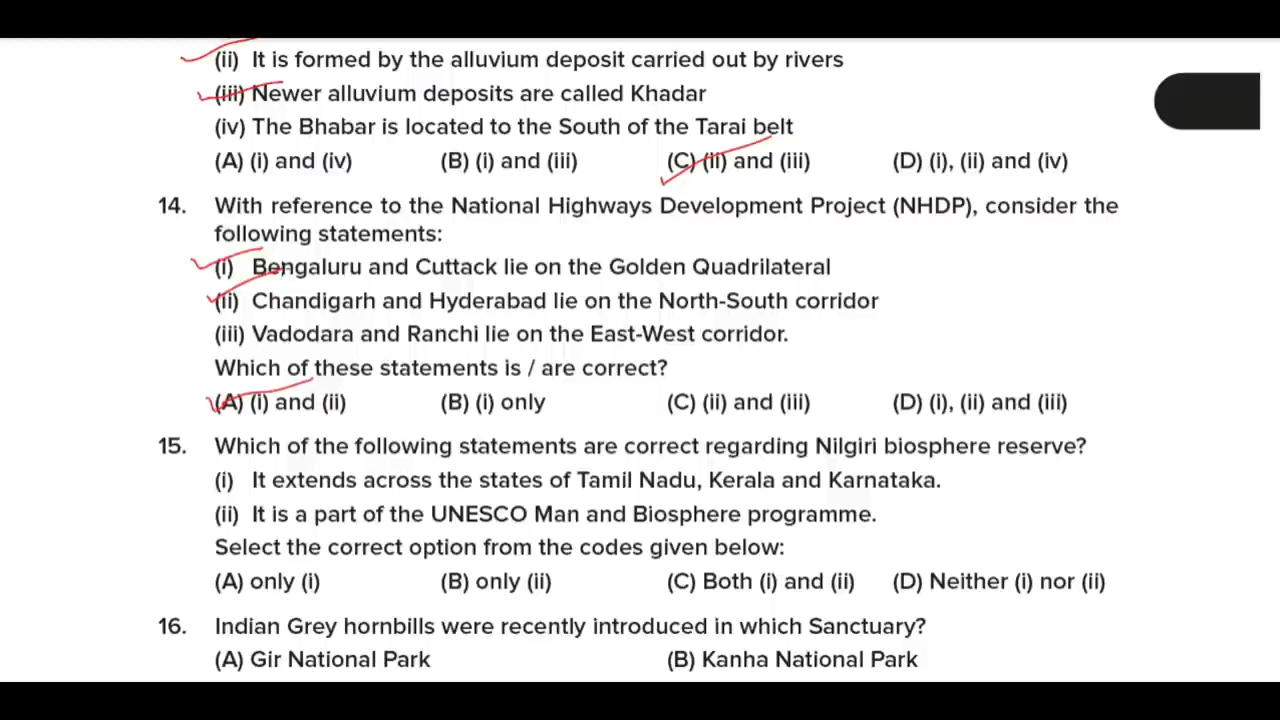 (ii) It is formed by the alluvium deposit carried out by rivers
(iii) Newer alluvium deposits are called Khadar
(iv) The Bhabar is located to the South of the Tarai belt
(A) (i) and (iv) (B) (i) and (iii) (C) (ii) and (iii) (D) (i), (ii) and (iv)
14. With reference to the National Highways Development Project (NHDP), consider the
following statements:
(i) Bengaluru and Cuttack lie on the Golden Quadrilateral
(ii) Chandigarh and Hyderabad lie on the North-South corridor
(iii) Vadodara and Ranchi lie on the East-West corridor.
Which of these statements is / are correct?
(A) (i) and (ii) (B) (i) only (C) (ii) and (iii) (D) (i), (ii) and (iii)
15. Which of the following statements are correct regarding Nilgiri biosphere reserve?
(i) It extends across the states of Tamil Nadu, Kerala and Karnataka.
(ii) It is a part of the UNESCO Man and Biosphere programme.
Select the correct option from the codes given below:
(A) only (i) (B) only (ii) (C) Both (i) and (ii) (D) Neither (i) nor (ii)
16. Indian Grey hornbills were recently introduced in which Sanctuary?
(A) Gir National Park (B) Kanha National Park